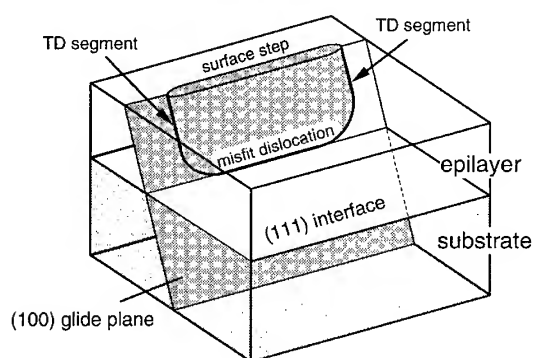 TD segment
TD segment
surface step
misfit dislocation
epilayer
(111) interface
substrate
(100) glide plane